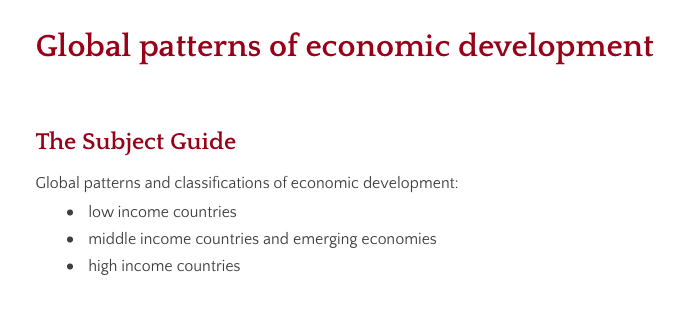 Global patterns of economic development
The Subject Guide
Global patterns and classifications of economic development:
• low income countries
• middle income countries and emerging economies
• high income countries